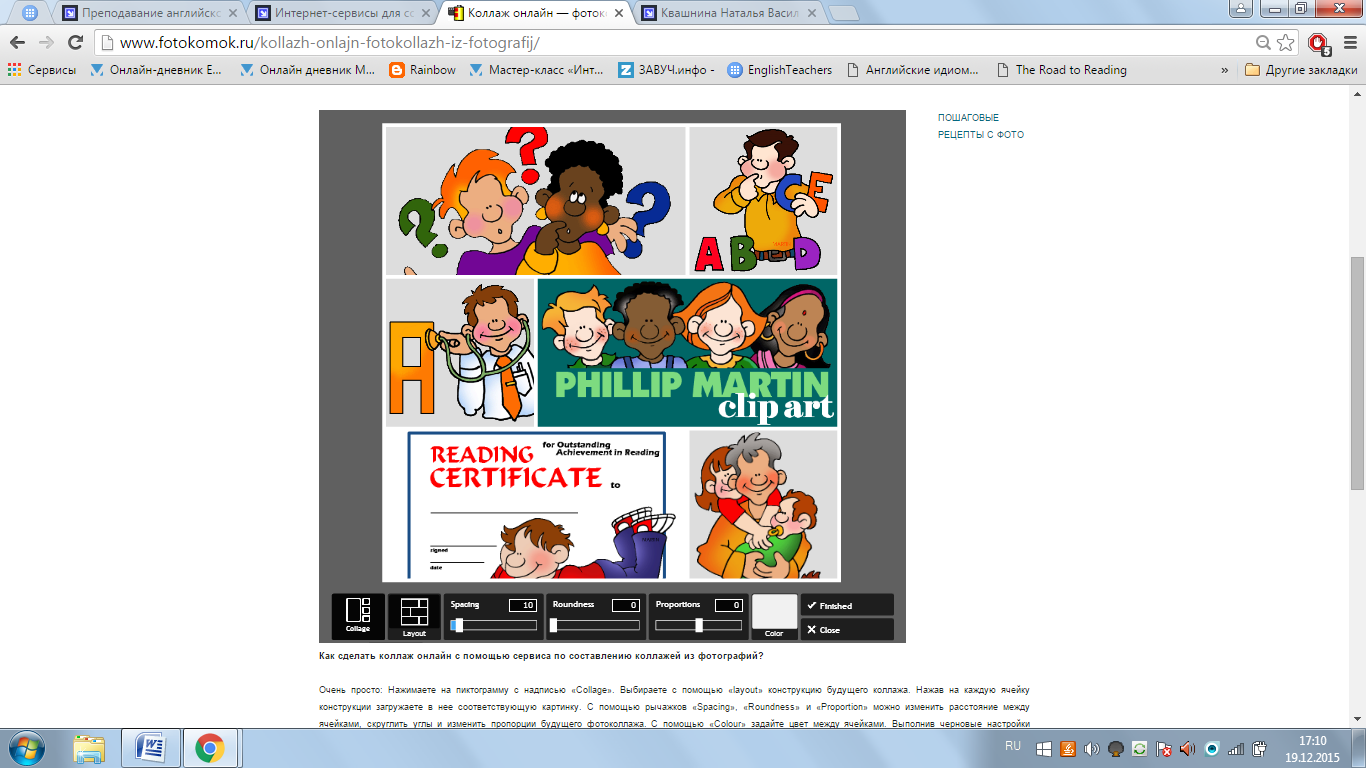 Преподавание английско
Интернет-сервисы для со
Коллаж онлайн — фотоко
Квашнина Наталья Васил
www.fotokomok.ru/kollazh-onlajn-fotokollazh-iz-fotografij/
5
Сервисы
Онлайн-дневник Е...
Онлайн дневник М...
Rainbow
Мастер-класс «Инт...
ЗАВУЧ.инфо -
EnglishTeachers
Английские идиом...
The Road to Reading
»
Другие закладки
ПОШАГОВЫЕ
РЕЦЕПТЫ С ФОТО
? ? ?
C E
A B D
A
PHILLIP MARTIN
clip art
READING
CERTIFICATE to
for Outstanding
Achievement in Reading
signed
date
Collage
Layout
Spacing 10
Roundness 0
Proportions 0
Color
Finished
Close
Как сделать коллаж онлайн с помощью сервиса по составлению коллажей из фотографий?
Очень просто: Нажимаете на пиктограмму с надписью «Collage». Выбираете с помощью «layout» конструкцию будущего коллажа. Нажав на каждую ячейку
конструкции загружаете в нее соответствующую картинку. С помощью рычажков «Spacing», «Roundness» и «Proportion» можно изменить расстояние между
ячейками, скруглить углы и изменить пропорции будущего фотоколлажа. С помощью «Colour» задайте цвет между ячейками. Выполнив черновые настройки
RU
17:10
19.12.2015